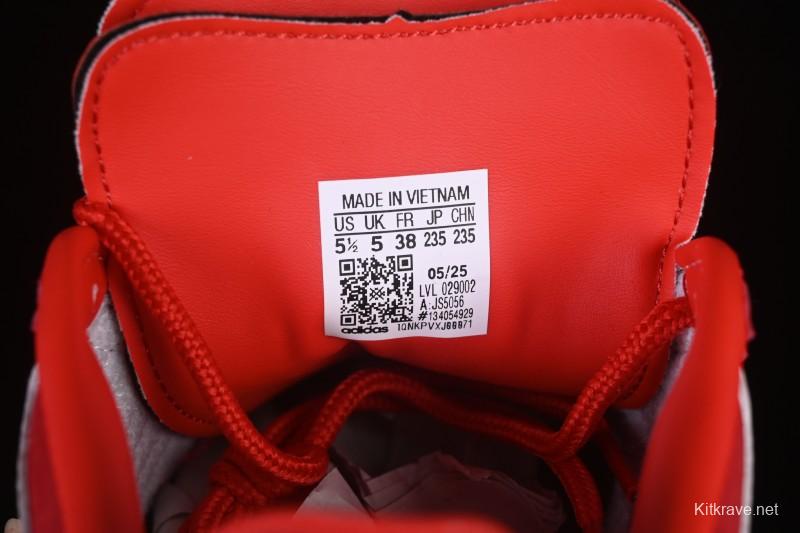 MADE IN VIETNAM
US UK FR JP CHN
5½ 5 38 235 235
05/25
LVL 029002
A:JS5056
#134054929
adidas 1QNKPVXJ00071
Kitkrave.net